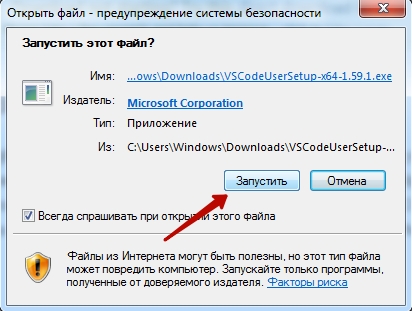 Открыть файл - предупреждение системы безопасности
Запустить этот файл?
Имя: ...ows\Downloads\VSCodeUserSetup-x64-1.59.1.exe
Издатель: Microsoft Corporation
Тип: Приложение
Из: C:\Users\Windows\Downloads\VSCodeUserSetup-...
Запустить Отмена
Всегда спрашивать при открытии этого файла
Файлы из Интернета могут быть полезны, но этот тип файла
может повредить компьютер. Запускайте только программы,
полученные от доверяемого издателя. Факторы риска